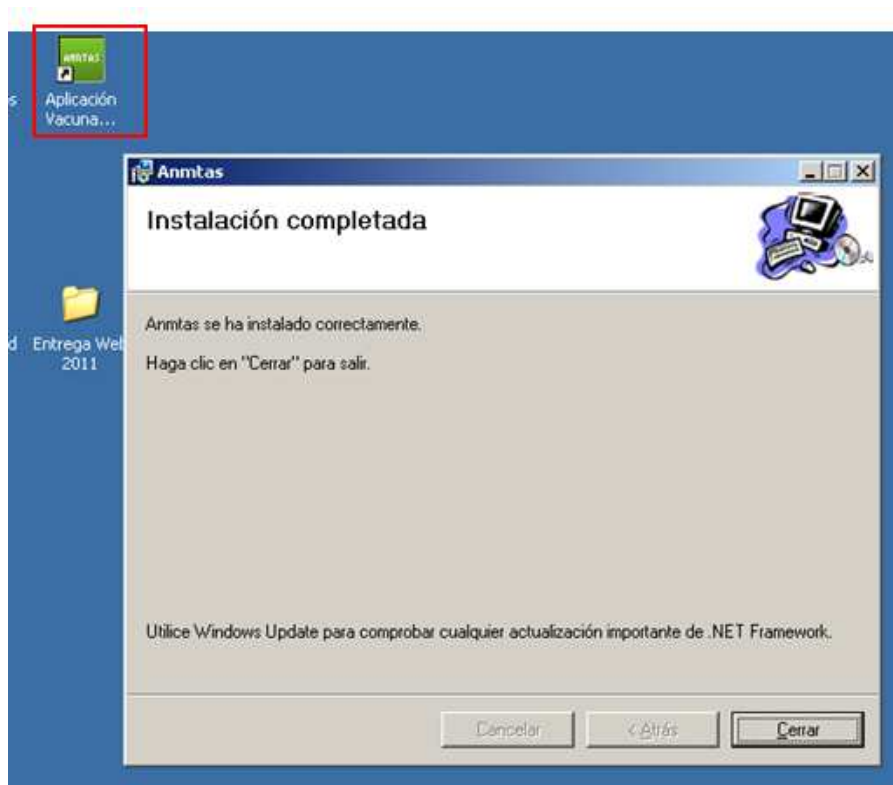 ANMTAS
s
Aplicación
Vacuna...
Anmtas
Instalación completada
d
Entrega Web
2011
Anmtas se ha instalado correctamente.
Haga clic en "Cerrar" para salir.
Utilice Windows Update para comprobar cualquier actualización importante de .NET Framework.
Cancelar
< Atrás
Cerrar